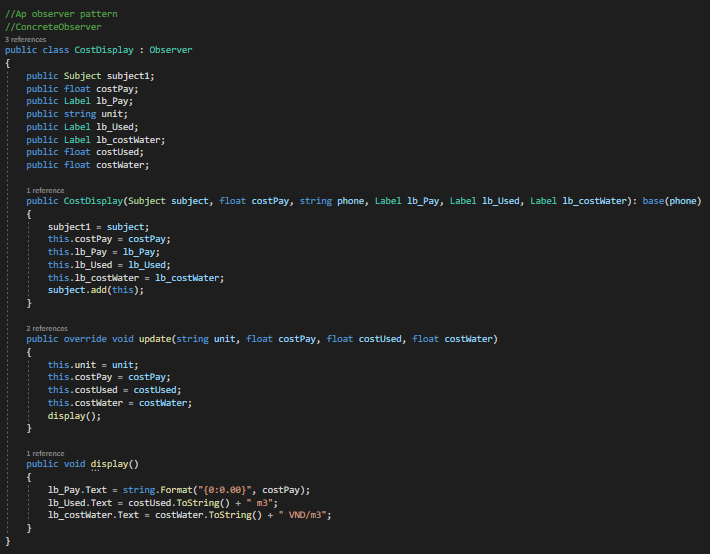 //Ap observer pattern
//ConcreteObserver
3 references
public class CostDisplay : Observer
{
    public Subject subject1;
    public float costPay;
    public Label lb_Pay;
    public string unit;
    public Label lb_Used;
    public Label lb_costWater;
    public float costUsed;
    public float costWater;

    1 reference
    public CostDisplay(Subject subject, float costPay, string phone, Label lb_Pay, Label lb_Used, Label lb_costWater): base(phone)
    {
        subject1 = subject;
        this.costPay = costPay;
        this.lb_Pay = lb_Pay;
        this.lb_Used = lb_Used;
        this.lb_costWater = lb_costWater;
        subject.add(this);
    }

    2 references
    public override void update(string unit, float costPay, float costUsed, float costWater)
    {
        this.unit = unit;
        this.costPay = costPay;
        this.costUsed = costUsed;
        this.costWater = costWater;
        display();
    }

    1 reference
    public void display()
    {
        lb_Pay.Text = string.Format("{0:0.00}", costPay);
        lb_Used.Text = costUsed.ToString() + " m3";
        lb_costWater.Text = costWater.ToString() + " VND/m3";
    }
}